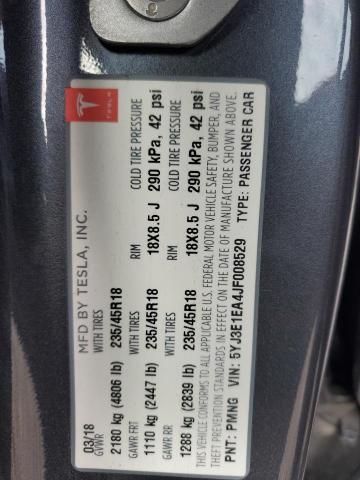 MFD BY TESLA, INC.
TESLA
03/18
GVWR WITH TIRES RIM COLD TIRE PRESSURE
2180 kg (4806 lb) 235/45R18 18X8.5 J 290 kPa, 42 psi
GAWR FRT WITH TIRES RIM COLD TIRE PRESSURE
1110 kg (2447 lb) 235/45R18 18X8.5 J 290 kPa, 42 psi
GAWR RR WITH TIRES
1288 kg (2839 lb) 235/45R18
THIS VEHICLE CONFORMS TO ALL APPLICABLE U.S. FEDERAL MOTOR VEHICLE SAFETY, BUMPER, AND
THEFT PREVENTION STANDARDS IN EFFECT ON THE DATE OF MANUFACTURE SHOWN ABOVE.
PNT: PMNG VIN: 5YJ3E1EA4JF008529 TYPE: PASSENGER CAR